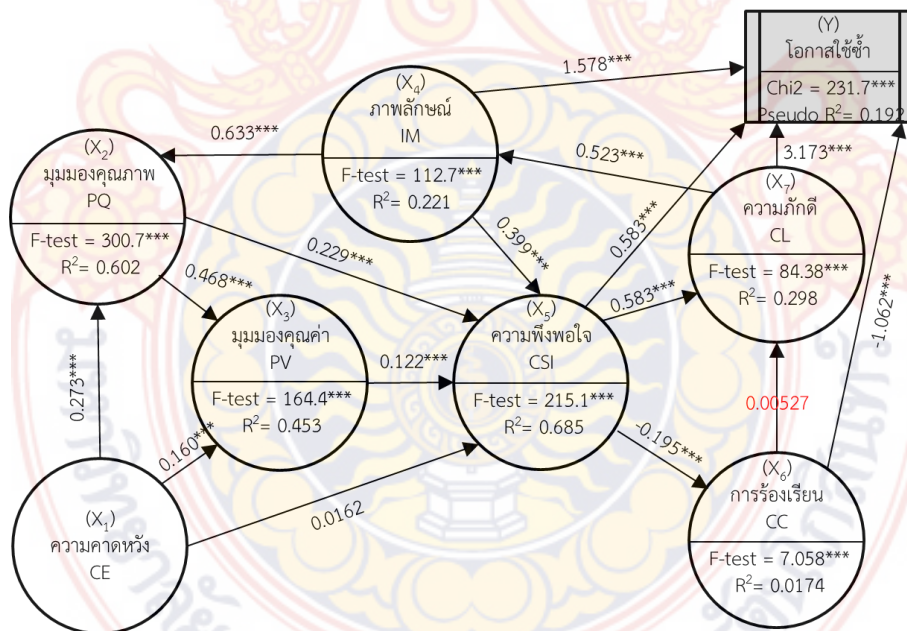 (Y)
โอกาสใช้ซ้ำ
Chi2 = 231.7***
Pseudo R²= 0.192
1.578***
(X₄)
ภาพลักษณ์
IM
F-test = 112.7***
R²= 0.221
0.633***
0.523***
3.173***
(X₂)
มุมมองคุณภาพ
PQ
F-test = 300.7***
R²= 0.602
(X₇)
ความภักดี
CL
F-test = 84.38***
R²= 0.298
0.229***
0.399***
0.583***
0.468***
0.583***
-1.062***
(X₃)
มุมมองคุณค่า
PV
F-test = 164.4***
R²= 0.453
0.122***
(X₅)
ความพึงพอใจ
CSI
F-test = 215.1***
R²= 0.685
0.273***
0.160***
0.0162
-0.195***
0.00527
(X₁)
ความคาดหวัง
CE
(X₆)
การร้องเรียน
CC
F-test = 7.058***
R²= 0.0174